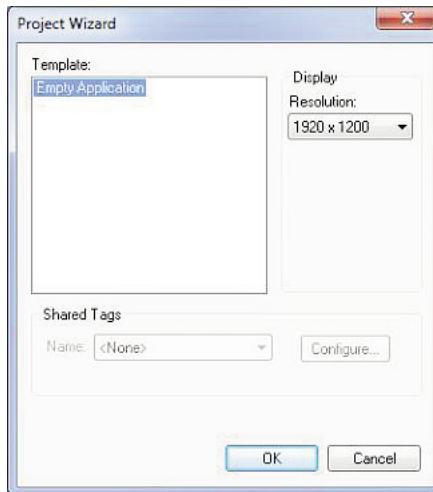 Project Wizard
Template:
Empty Application
Display
Resolution:
1920 x 1200
Shared Tags
Name: <None>
Configure...
OK
Cancel